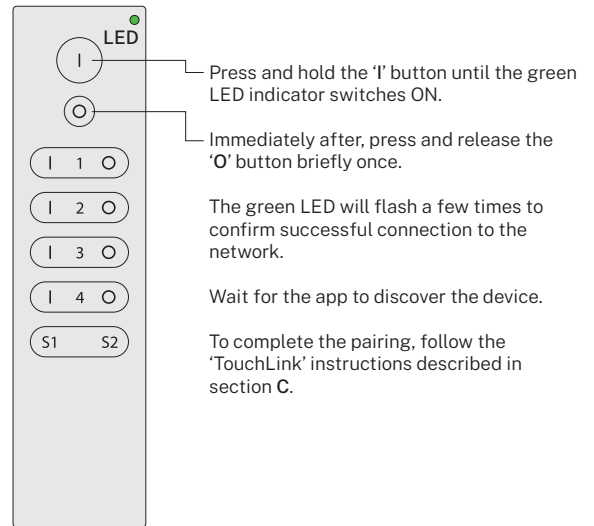 LED
I
Press and hold the ‘I’ button until the green
LED indicator switches ON.
O
Immediately after, press and release the
‘O’ button briefly once.
I 1 O
I 2 O
The green LED will flash a few times to
confirm successful connection to the
network.
I 3 O
I 4 O
Wait for the app to discover the device.
S1 S2
To complete the pairing, follow the
‘TouchLink’ instructions described in
section C.